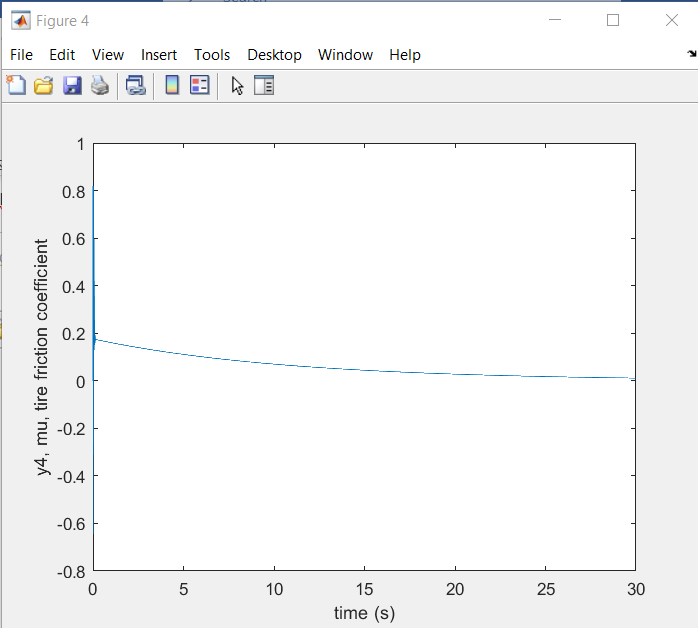 Figure 4
File Edit View Insert Tools Desktop Window Help
1
0.8
0.6
0.4
0.2
0
-0.2
-0.4
-0.6
-0.8
y4, mu, tire friction coefficient
0 5 10 15 20 25 30
time (s)